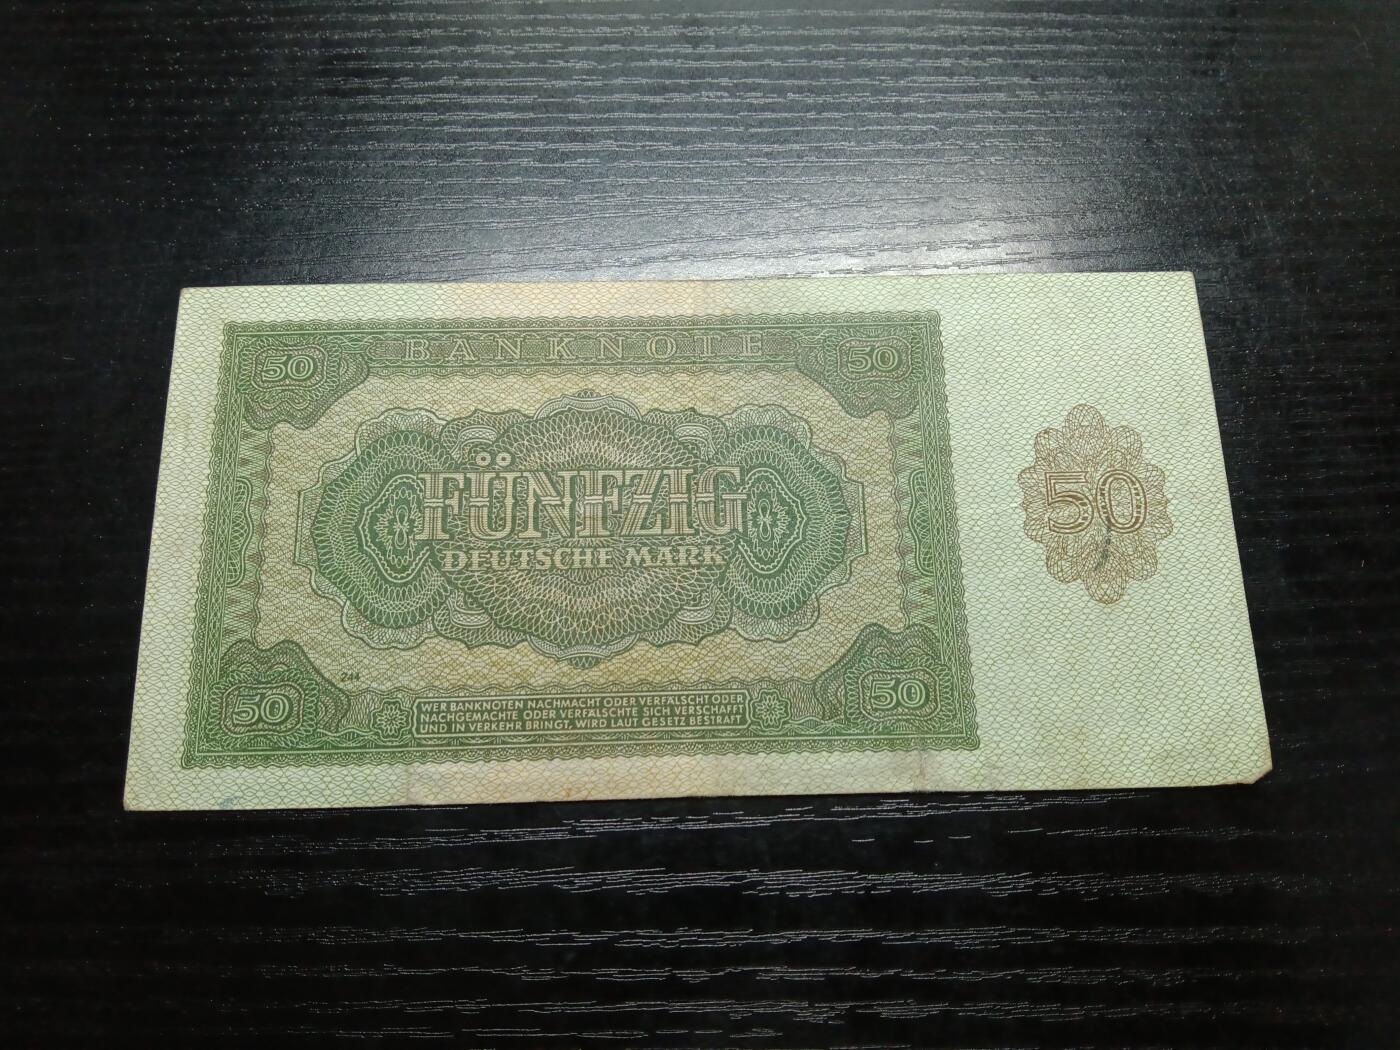 50 BANKNOTE 50
50
FÜNFZIG
DEUTSCHE MARK
244
50 50
WER BANKNOTEN NACHMACHT ODER VERFÄLSCHT ODER
NACHGEMACHTE ODER VERFÄLSCHTE SICH VERSCHAFFT
UND IN VERKEHR BRINGT, WIRD LAUT GESETZ BESTRAFT